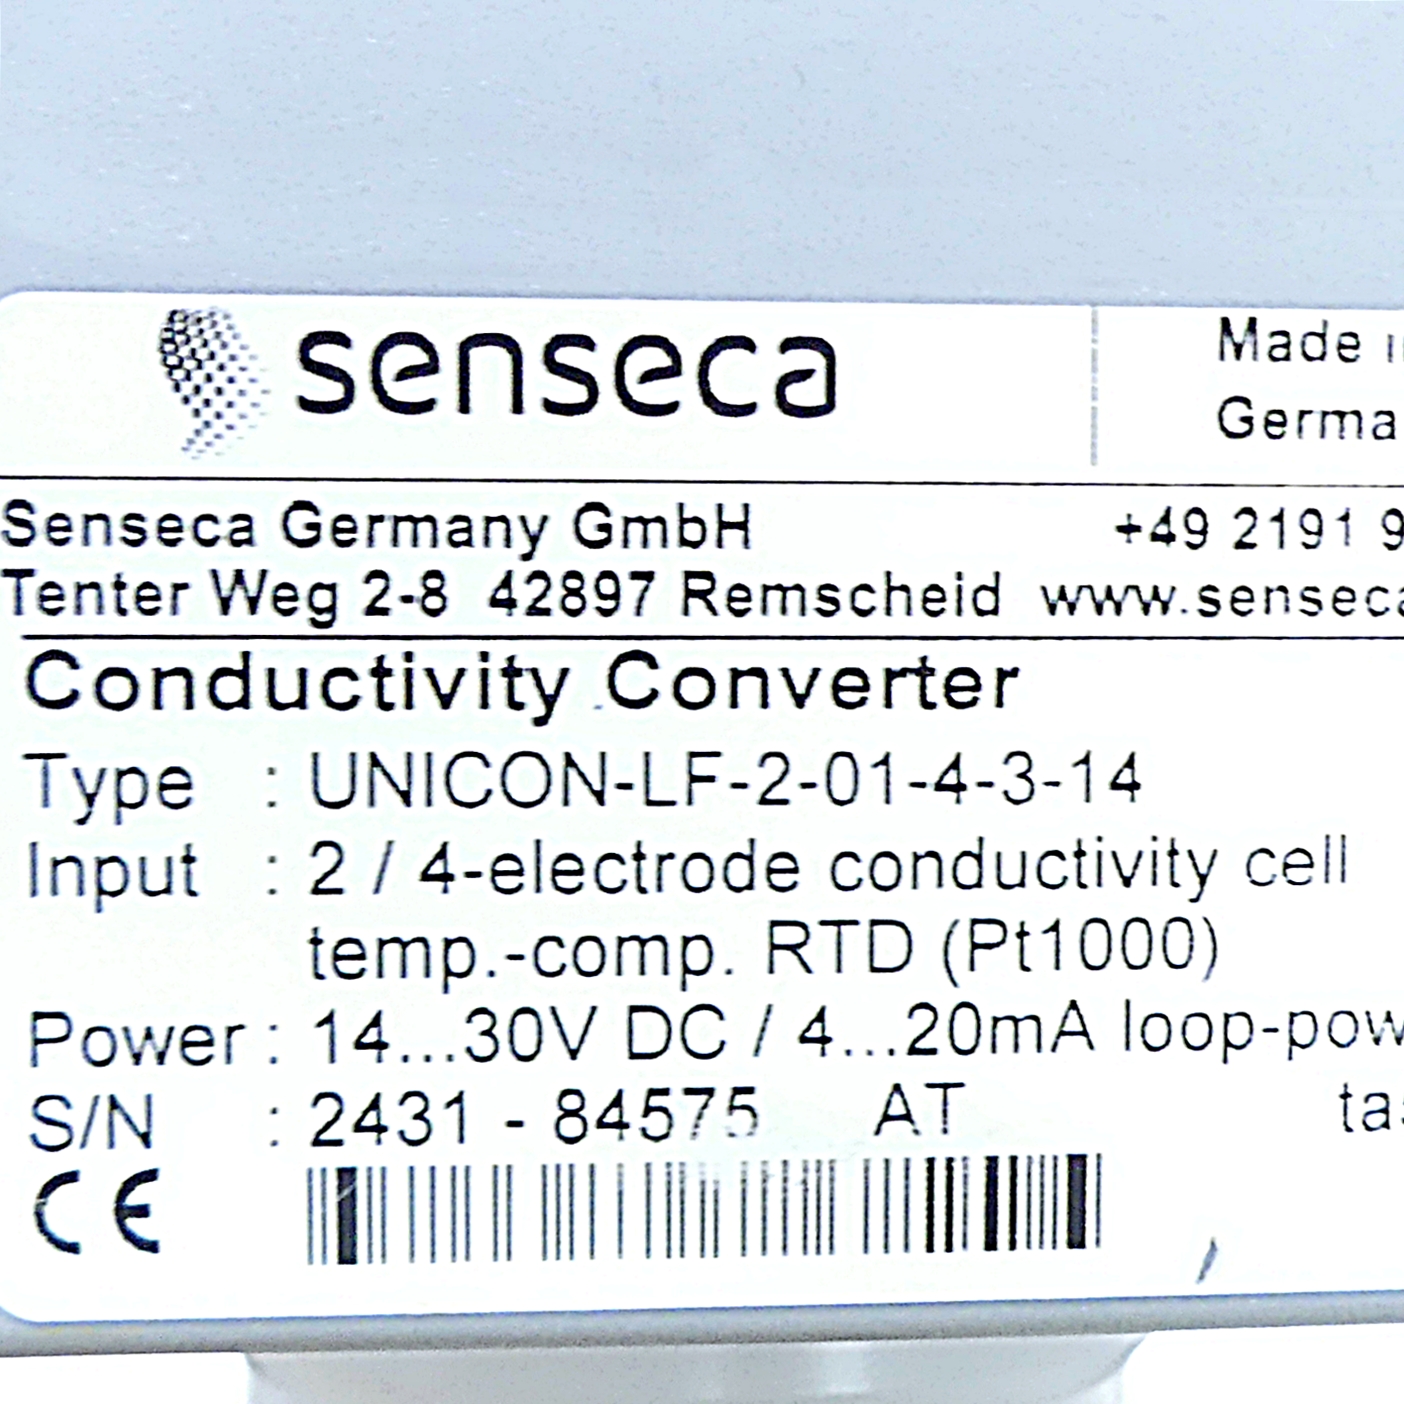 senseca
Made in
Germa
Senseca Germany GmbH +49 2191 9
Tenter Weg 2-8 42897 Remscheid www.senseca
Conductivity Converter
Type : UNICON-LF-2-01-4-3-14
Input : 2 / 4-electrode conductivity cell
temp.-comp. RTD (Pt1000)
Power : 14...30V DC / 4...20mA loop-pow
S/N : 2431 - 84575 AT
CE